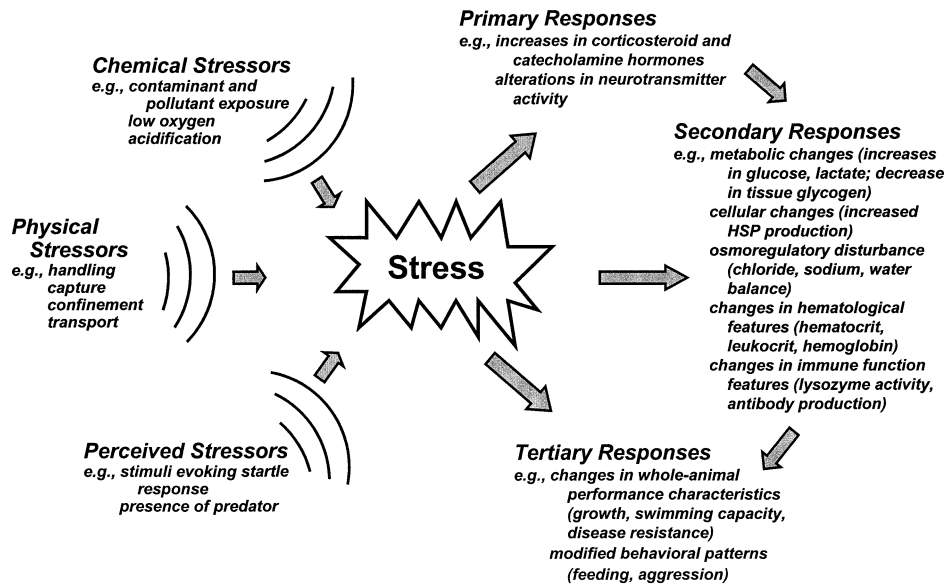 Chemical Stressors
e.g., contaminant and
pollutant exposure
low oxygen
acidification
Physical
Stressors
e.g., handling
capture
confinement
transport
Perceived Stressors
e.g., stimuli evoking startle
response
presence of predator
Stress
Primary Responses
e.g., increases in corticosteroid and
catecholamine hormones
alterations in neurotransmitter
activity
Secondary Responses
e.g., metabolic changes (increases
in glucose, lactate; decrease
in tissue glycogen)
cellular changes (increased
HSP production)
osmoregulatory disturbance
(chloride, sodium, water
balance)
changes in hematological
features (hematocrit,
leukocrit, hemoglobin)
changes in immune function
features (lysozyme activity,
antibody production)
Tertiary Responses
e.g., changes in whole-animal
performance characteristics
(growth, swimming capacity,
disease resistance)
modified behavioral patterns
(feeding, aggression)